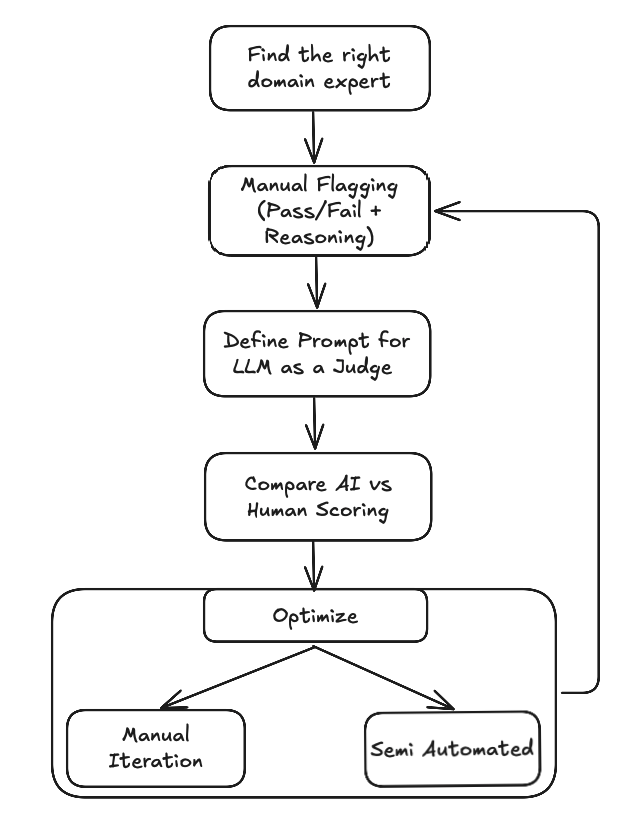 Find the right
domain expert
Manual Flagging
(Pass/Fail +
Reasoning)
Define Prompt for
LLM as a Judge
Compare AI vs
Human Scoring
Optimize
Manual
Iteration
Semi Automated